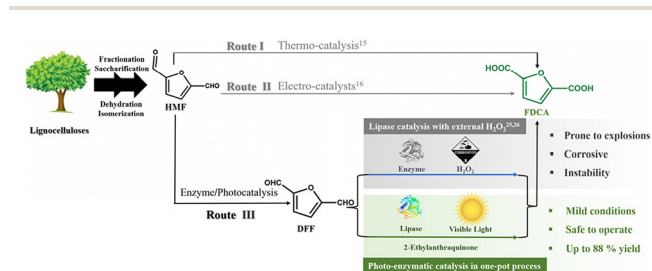 Route I Thermo-catalysis15
Fractionation
Saccharification
Dehydration
Isomerization
Lignocelluloses
O
O
CHO
HMF
Route II Electro-catalysts16
HOOC
O
COOH
FDCA
Lipase catalysis with external H2O2 25,26
Enzyme
CORROSIVE
H2O2
Prone to explosions
Corrosive
Instability
Enzyme/Photocatalysis
Route III
OHC
O
CHO
DFF
Lipase
Visible Light
2-Ethylanthraquinone
Mild conditions
Safe to operate
Up to 88 % yield
Photo-enzymatic catalysis in one-pot process